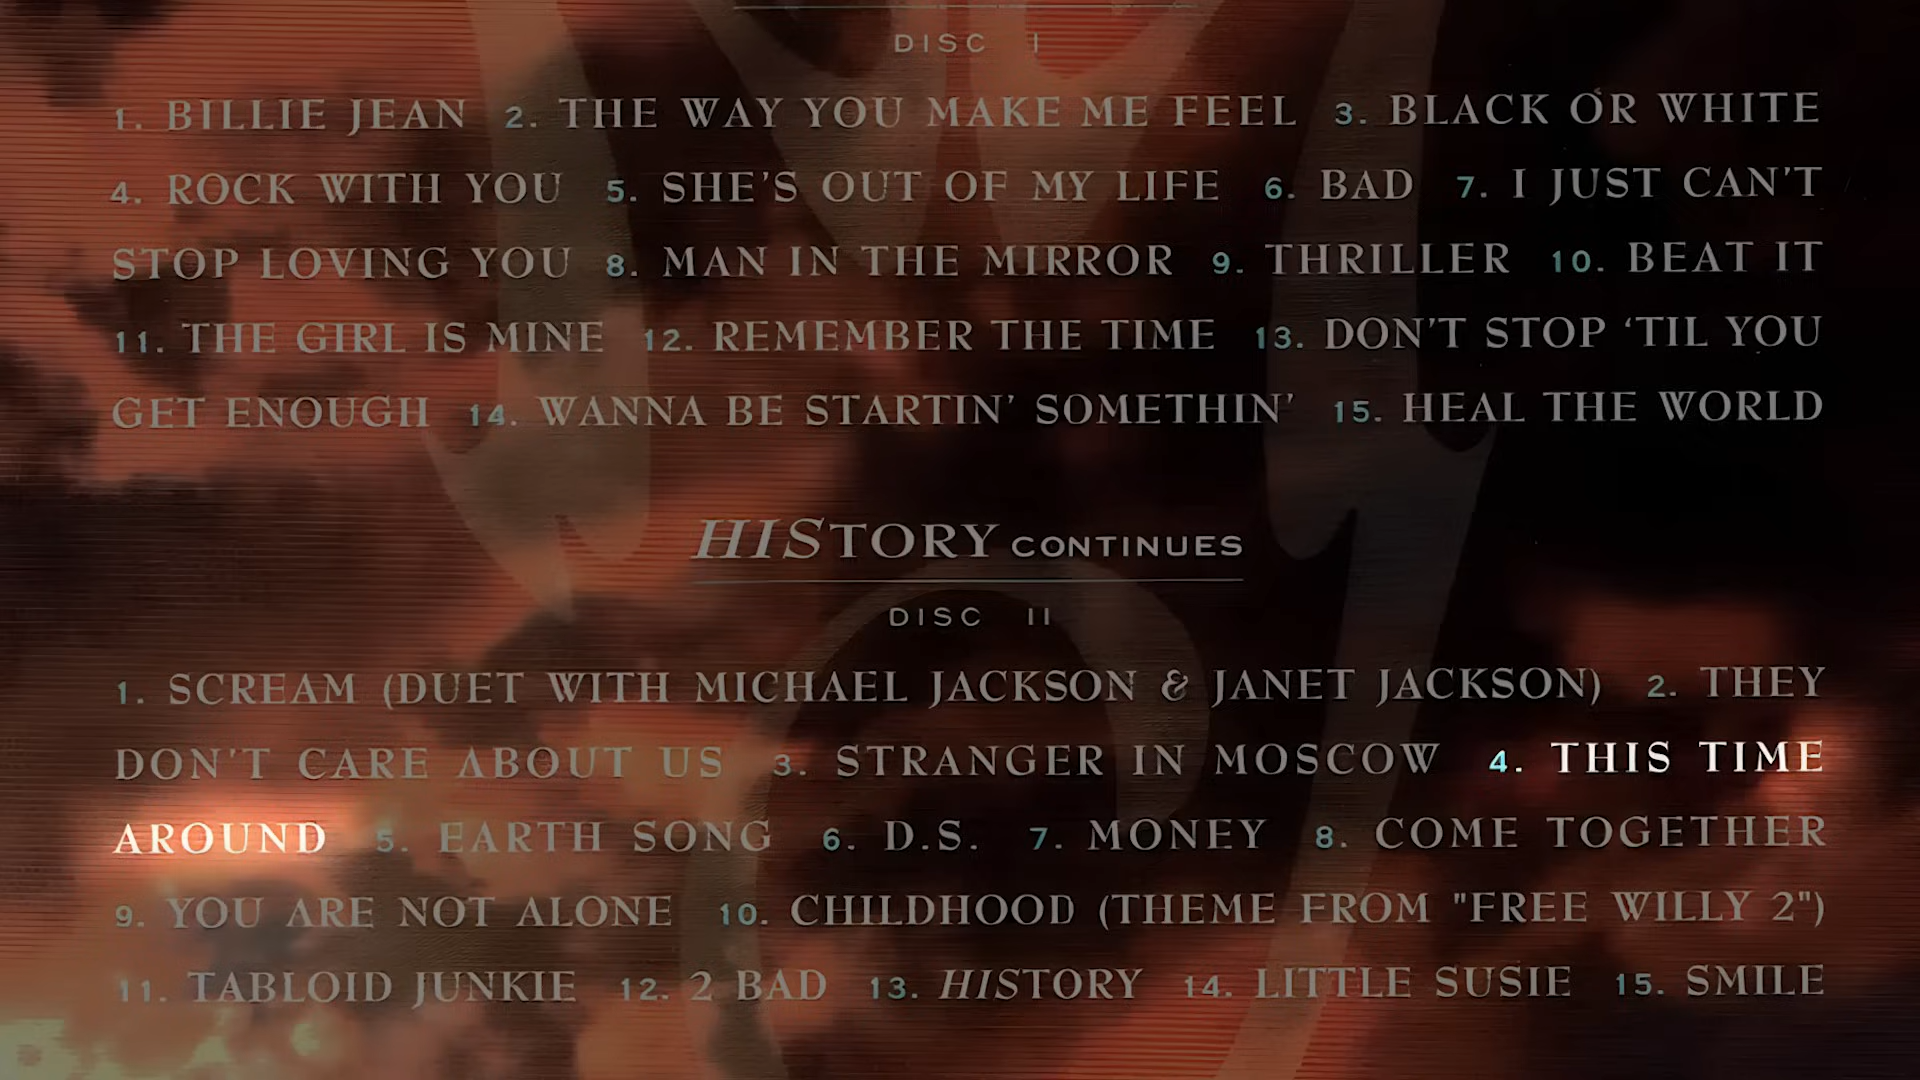 DISC I
1. BILLIE JEAN 2. THE WAY YOU MAKE ME FEEL 3. BLACK OR WHITE
4. ROCK WITH YOU 5. SHE'S OUT OF MY LIFE 6. BAD 7. I JUST CAN'T
STOP LOVING YOU 8. MAN IN THE MIRROR 9. THRILLER 10. BEAT IT
11. THE GIRL IS MINE 12. REMEMBER THE TIME 13. DON'T STOP 'TIL YOU
GET ENOUGH 14. WANNA BE STARTIN' SOMETHIN' 15. HEAL THE WORLD
HISTORY CONTINUES
DISC II
1. SCREAM (DUET WITH MICHAEL JACKSON & JANET JACKSON) 2. THEY
DON'T CARE ABOUT US 3. STRANGER IN MOSCOW 4. THIS TIME
AROUND 5. EARTH SONG 6. D.S. 7. MONEY 8. COME TOGETHER
9. YOU ARE NOT ALONE 10. CHILDHOOD (THEME FROM "FREE WILLY 2")
11. TABLOID JUNKIE 12. 2 BAD 13. HISTORY 14. LITTLE SUSIE 15. SMILE